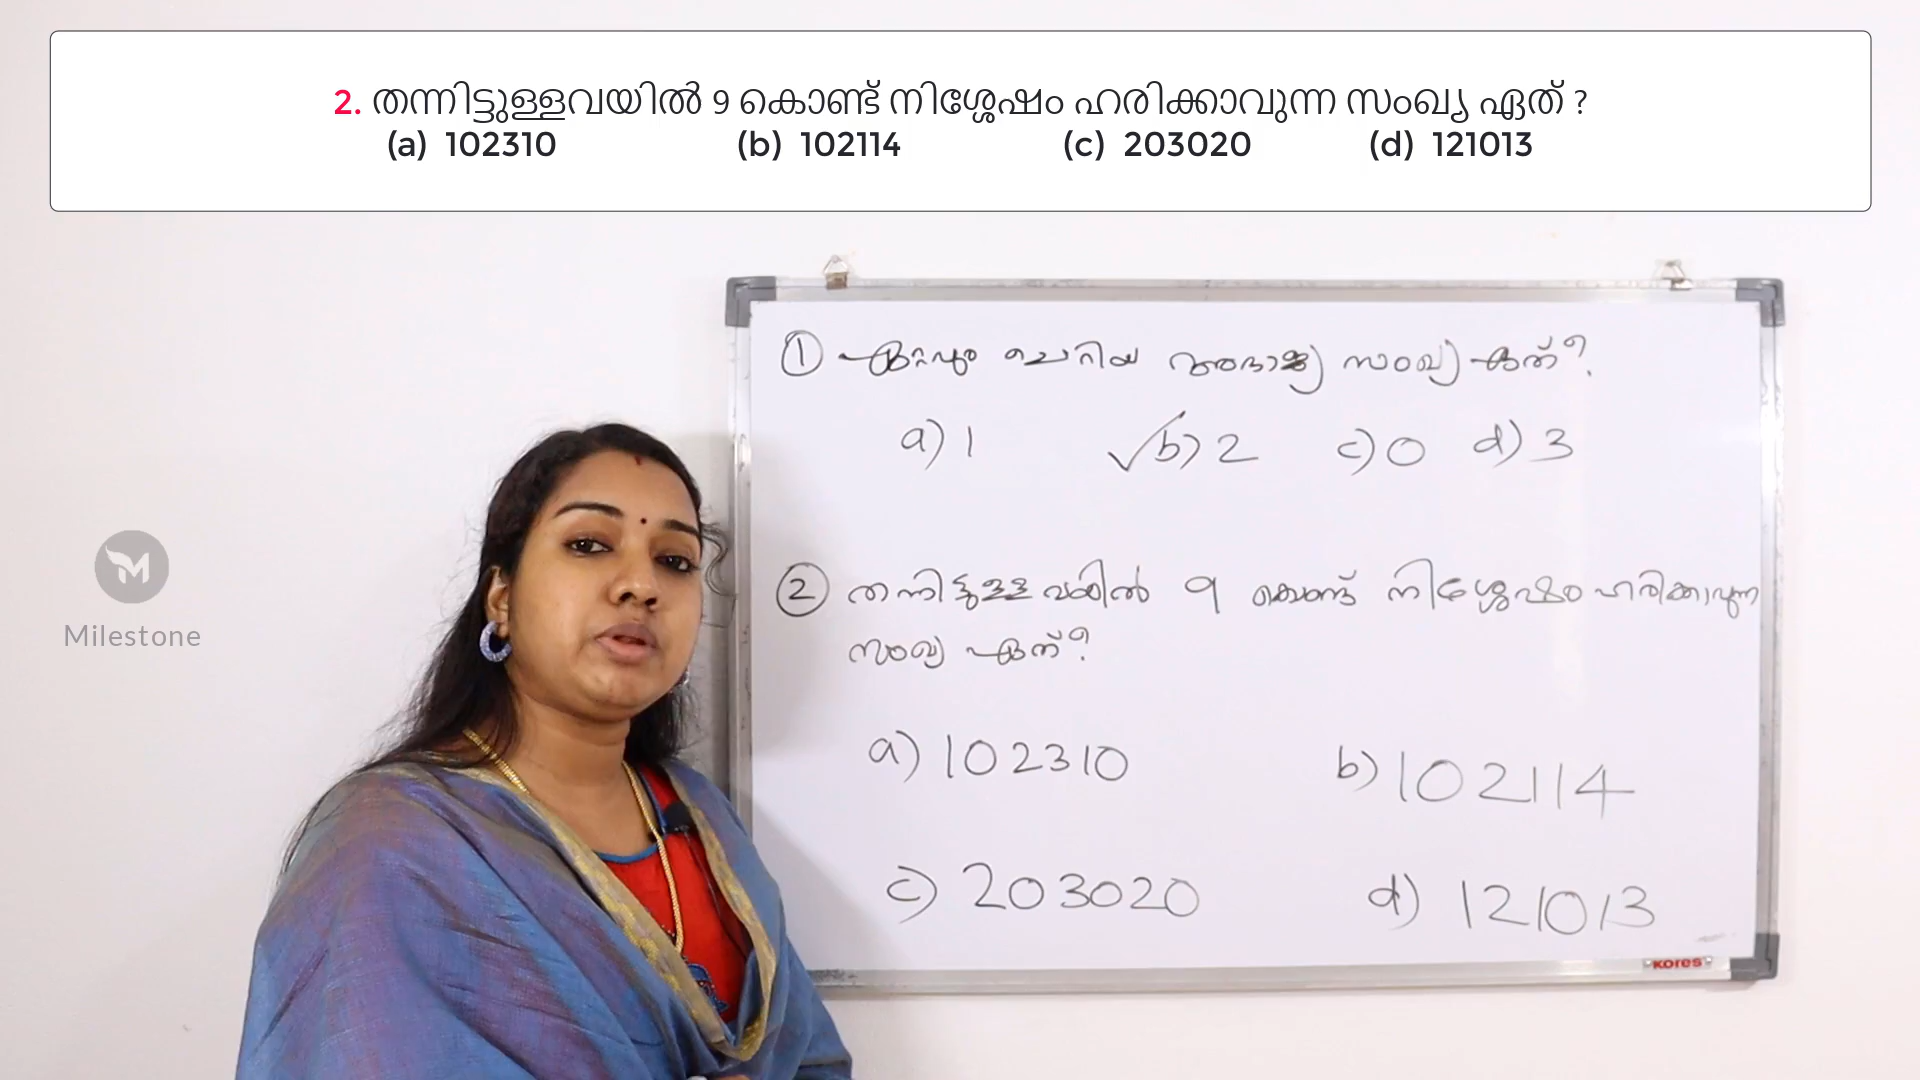 2. തന്നിട്ടുള്ളവയിൽ 9 കൊണ്ട് നിശ്ശേഷം ഹരിക്കാവുന്ന സംഖ്യ ഏത് ?
(a) 102310 (b) 102114 (c) 203020 (d) 121013
① ഏറ്റവും ചെറിയ അഭാജ്യ സംഖ്യ ഏത്?
a) 1 ✓b) 2 c) 0 d) 3
② തന്നിട്ടുള്ളവയിൽ 9 കൊണ്ട് നിശ്ശേഷം ഹരിക്കാവുന്ന
സംഖ്യ ഏത്?
a) 102310 b) 102114
c) 203020 d) 121013
kores
M
Milestone